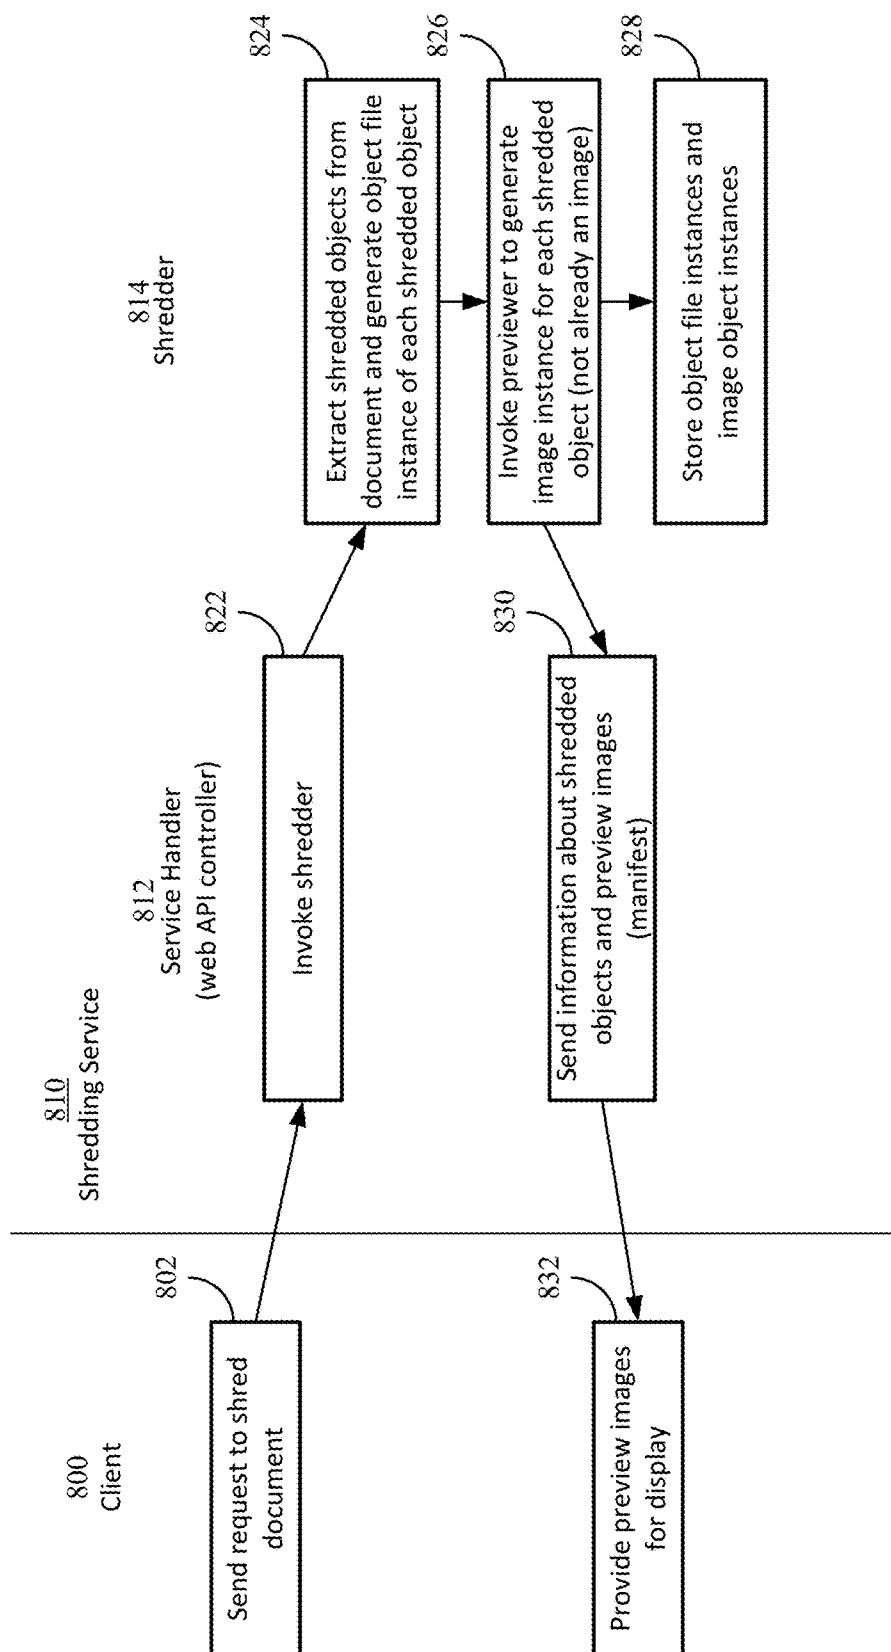 800
Client
810
Shredding Service
812
Service Handler
(web API controller)
814
Shredder
802
Send request to shred
document
822
Invoke shredder
824
Extract shredded objects from
document and generate object file
instance of each shredded object
826
Invoke previewer to generate
image instance for each shredded
object (not already an image)
828
Store object file instances and
image object instances
830
Send information about shredded
objects and preview images
(manifest)
832
Provide preview images
for display